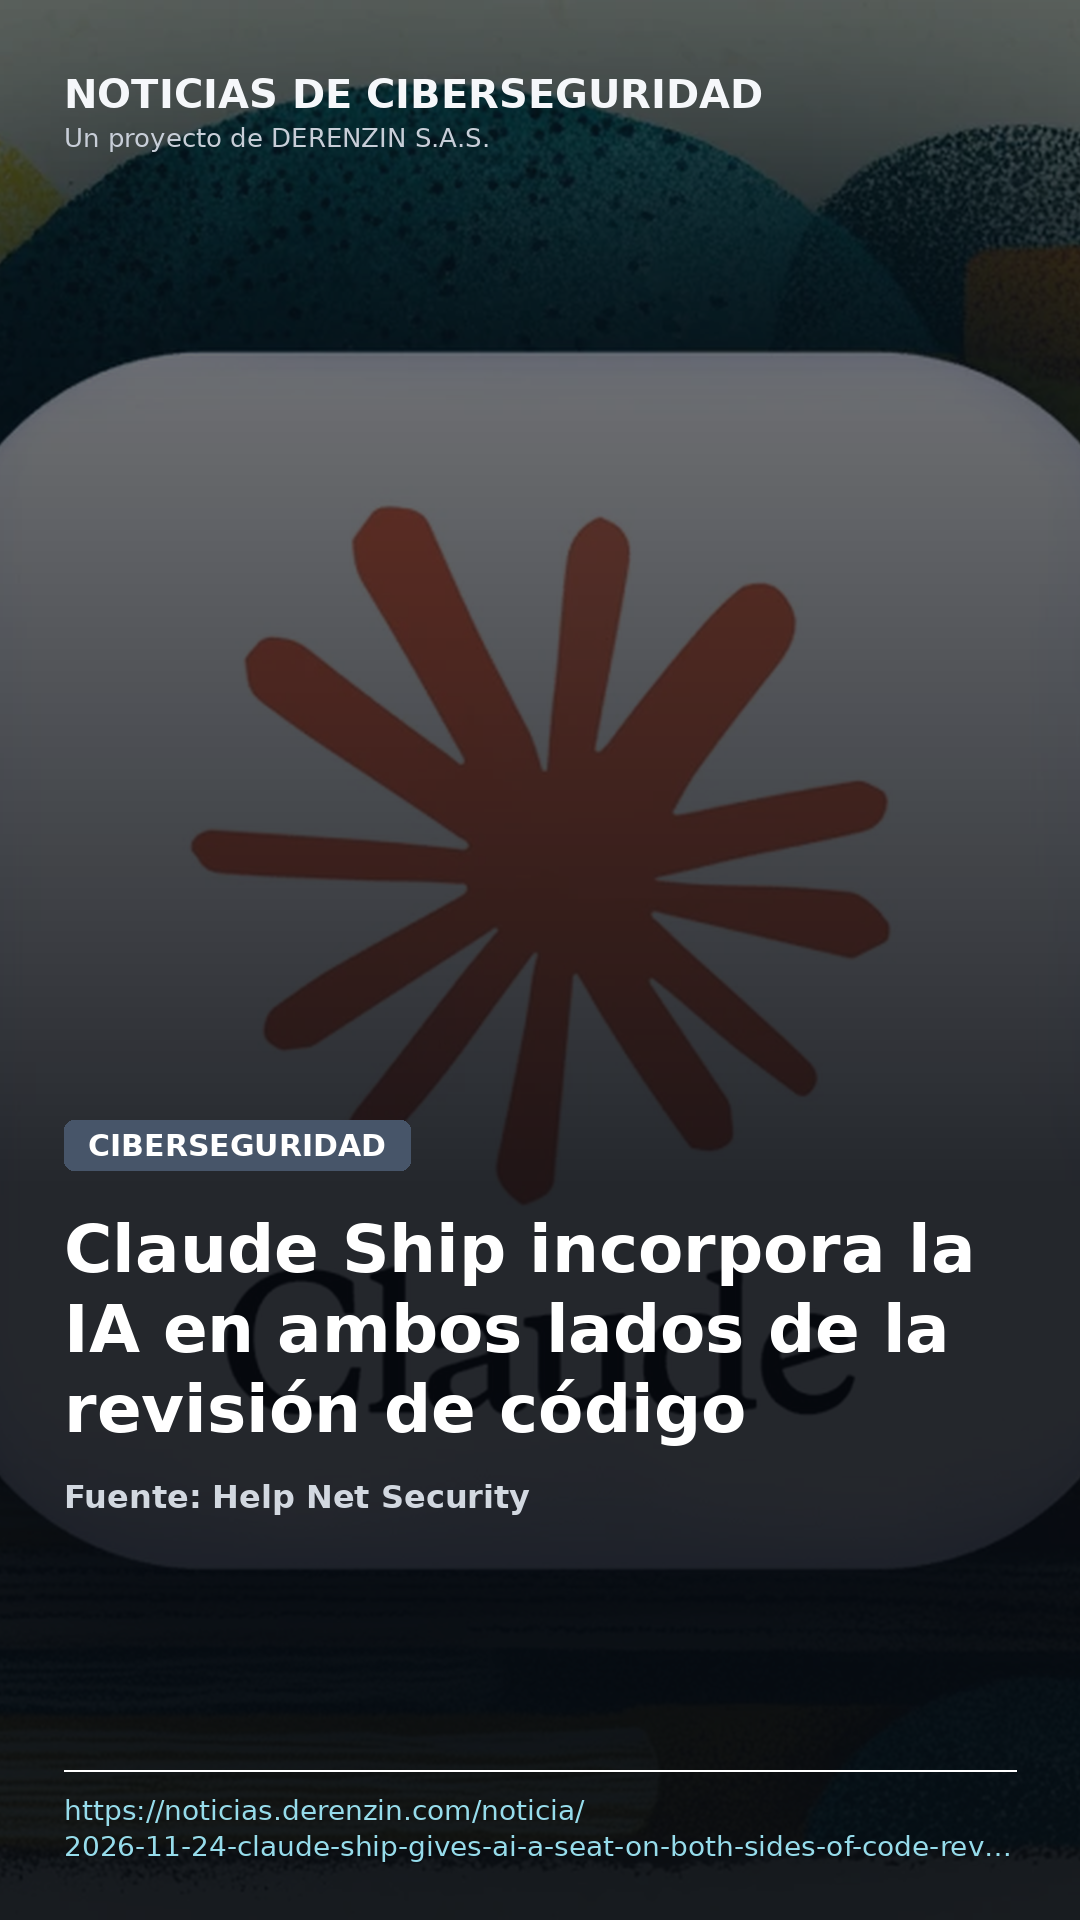 NOTICIAS DE CIBERSEGURIDAD
Un proyecto de DERENZIN S.A.S.
CIBERSEGURIDAD
Claude Ship incorpora la
IA en ambos lados de la
revisión de código
Claude
Fuente: Help Net Security
https://noticias.derenzin.com/noticia/
2026-11-24-claude-ship-gives-ai-a-seat-on-both-sides-of-code-rev…